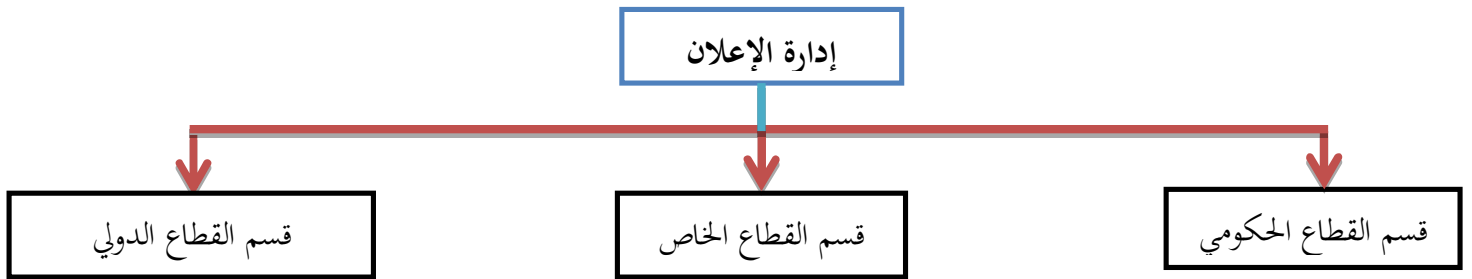 إدارة الإعلان
قسم القطاع الحكومي
قسم القطاع الخاص
قسم القطاع الدولي